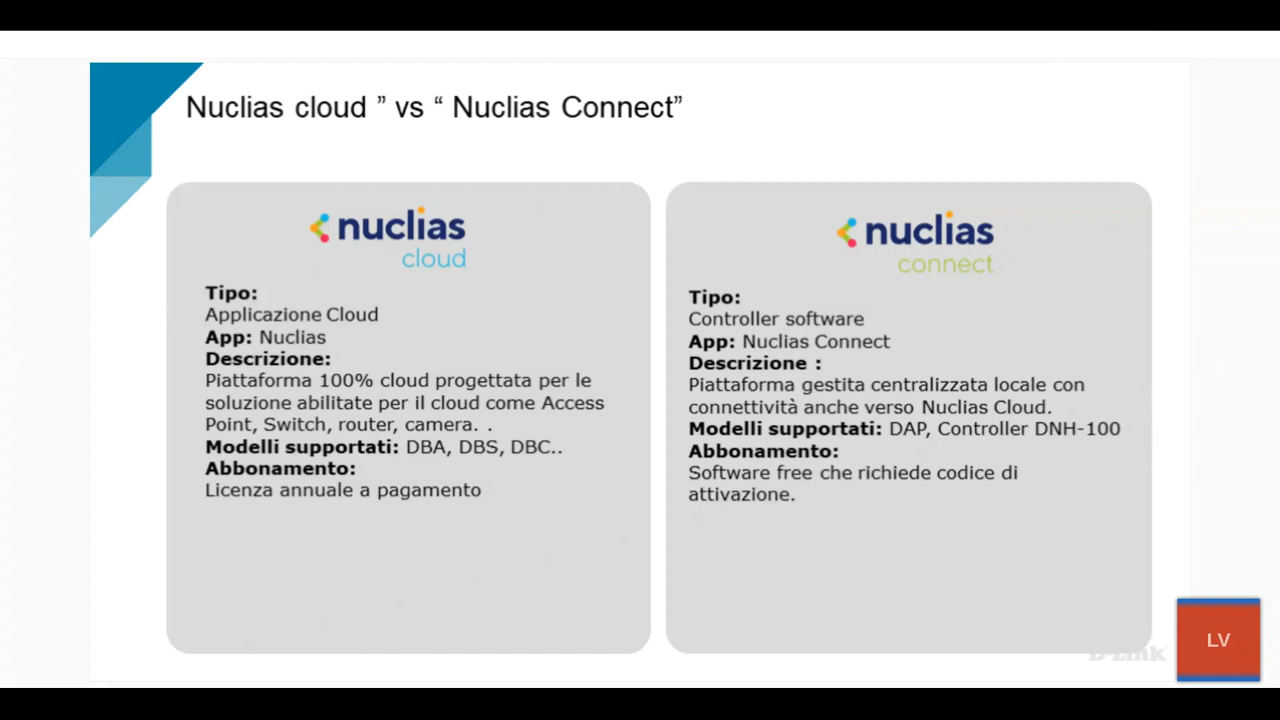 Nuclias cloud ” vs “ Nuclias Connect”
nuclias
cloud
Tipo:
Applicazione Cloud
App: Nuclias
Descrizione:
Piattaforma 100% cloud progettata per le
soluzione abilitate per il cloud come Access
Point, Switch, router, camera. .
Modelli supportati: DBA, DBS, DBC..
Abbonamento:
Licenza annuale a pagamento
nuclias
connect
Tipo:
Controller software
App: Nuclias Connect
Descrizione :
Piattaforma gestita centralizzata locale con
connettività anche verso Nuclias Cloud.
Modelli supportati: DAP, Controller DNH-100
Abbonamento:
Software free che richiede codice di
attivazione.
D-Link
LV